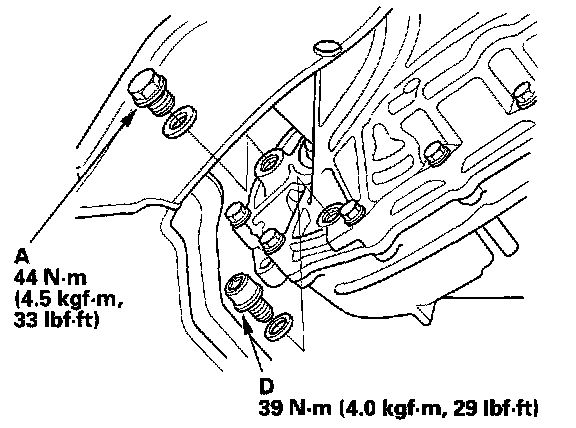 A
44 N·m
(4.5 kgf·m,
33 lbf·ft)
D
39 N·m (4.0 kgf·m, 29 lbf·ft)